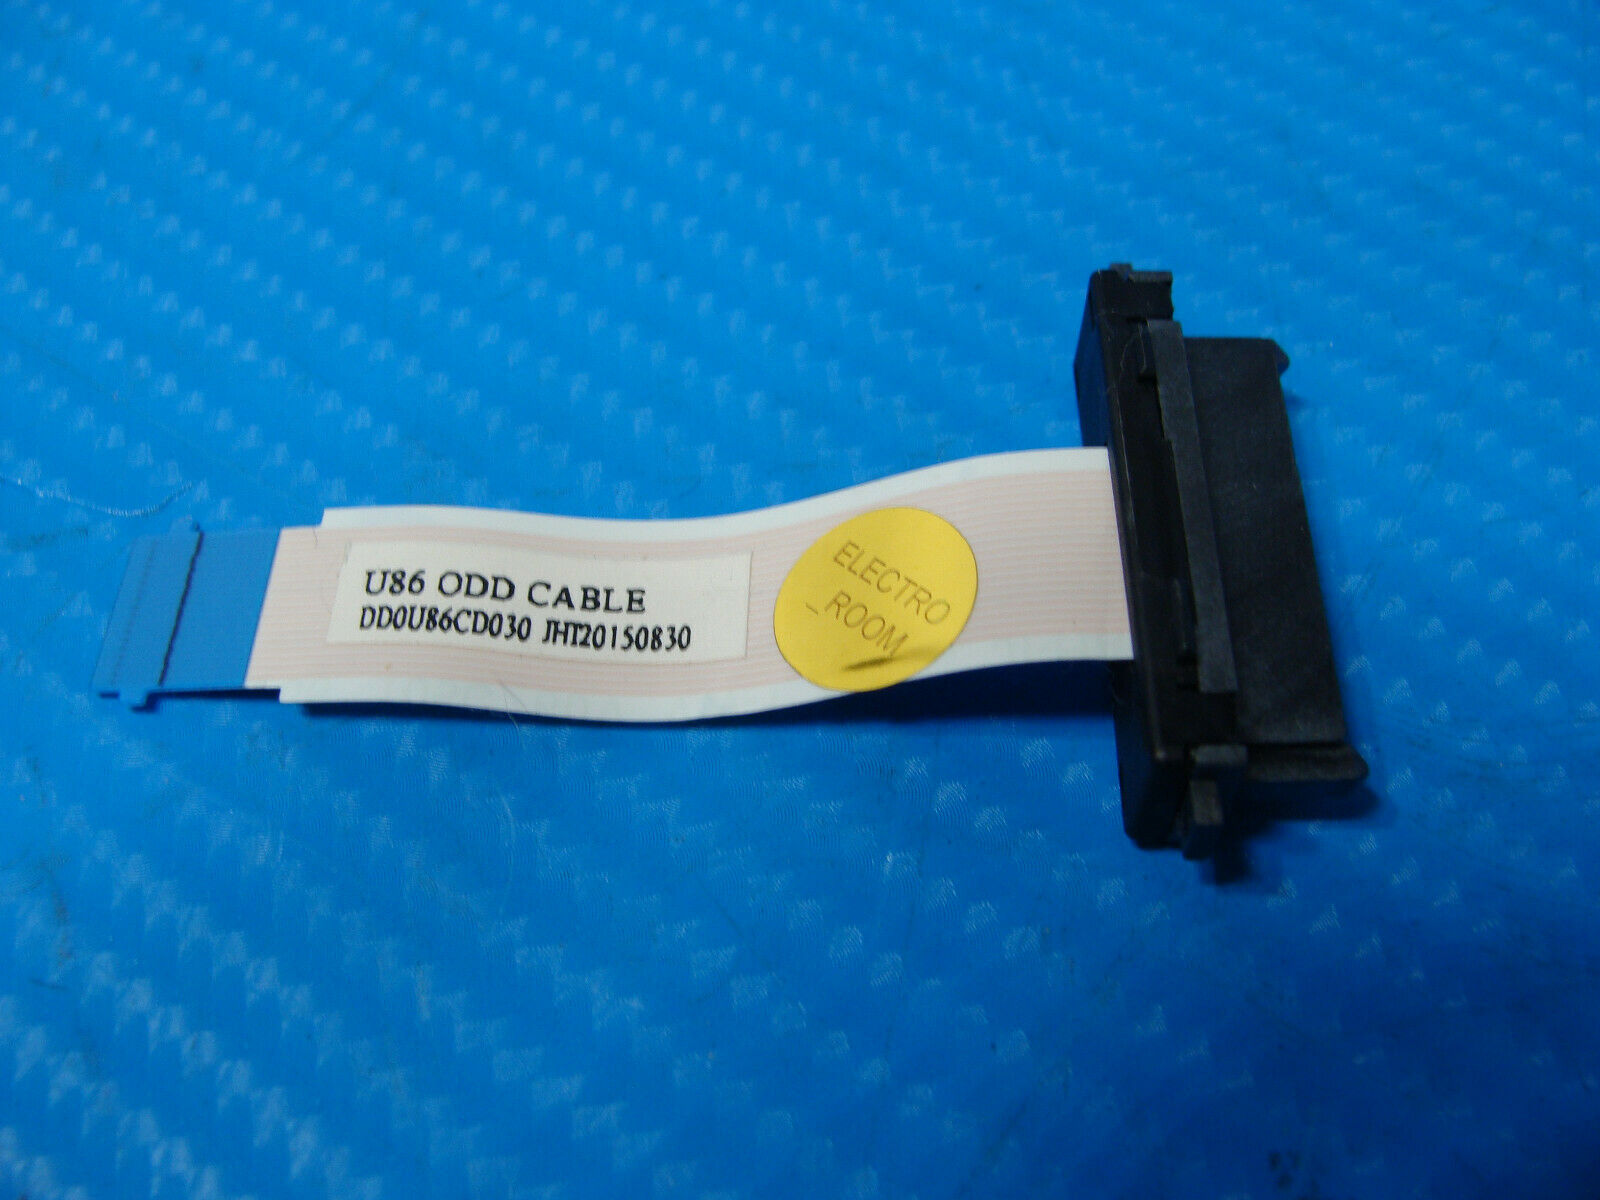 U86 ODD CABLE
DD0U86CD030 JHT20150830
ELECTRO
_ROOM